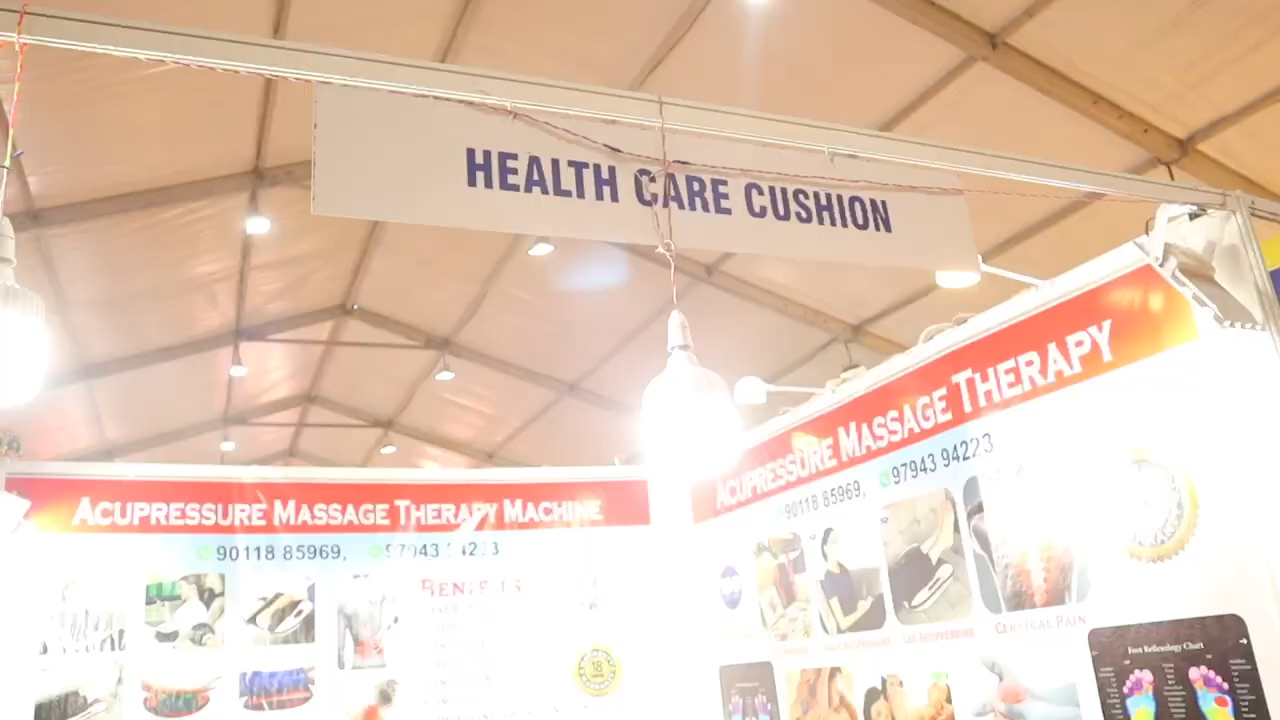 HEALTH CARE CUSHION
ACUPRESSURE MASSAGE THERAPY
90118 85969, 97943 94223
ACUPRESSURE MASSAGE THERAPY MACHINE
90118 85969,
BENEFITS
18
CERVICAL PAIN
Foot Reflexology Chart